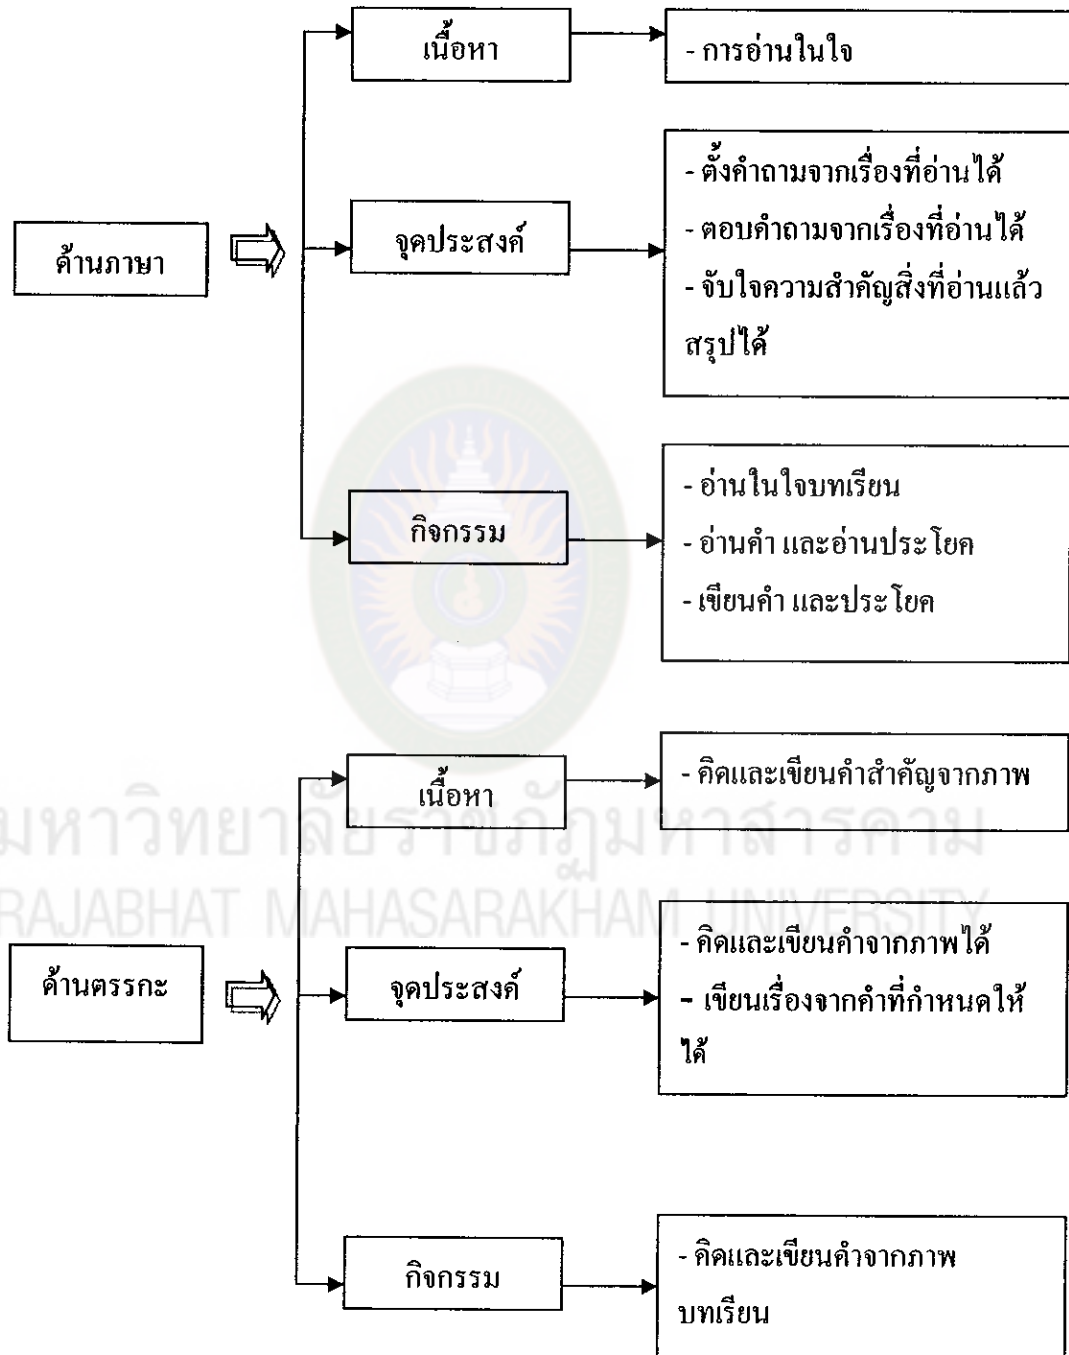 เนื้อหา
- การอ่านในใจ
ด้านภาษา
จุดประสงค์
- ตั้งคำถามจากเรื่องที่อ่านได้
- ตอบคำถามจากเรื่องที่อ่านได้
- จับใจความสำคัญสิ่งที่อ่านแล้ว
สรุปได้
กิจกรรม
- อ่านในใจบทเรียน
- อ่านคำ และอ่านประโยค
- เขียนคำ และประโยค
เนื้อหา
- คิดและเขียนคำสำคัญจากภาพ
มหาวิทยาลัยราชภัฏมหาสารคาม
RAJABHAT MAHASARAKHAM UNIVERSITY
ด้านตรรกะ
จุดประสงค์
- คิดและเขียนคำจากภาพได้
- เขียนเรื่องจากคำที่กำหนดให้
ได้
กิจกรรม
- คิดและเขียนคำจากภาพ
บทเรียน